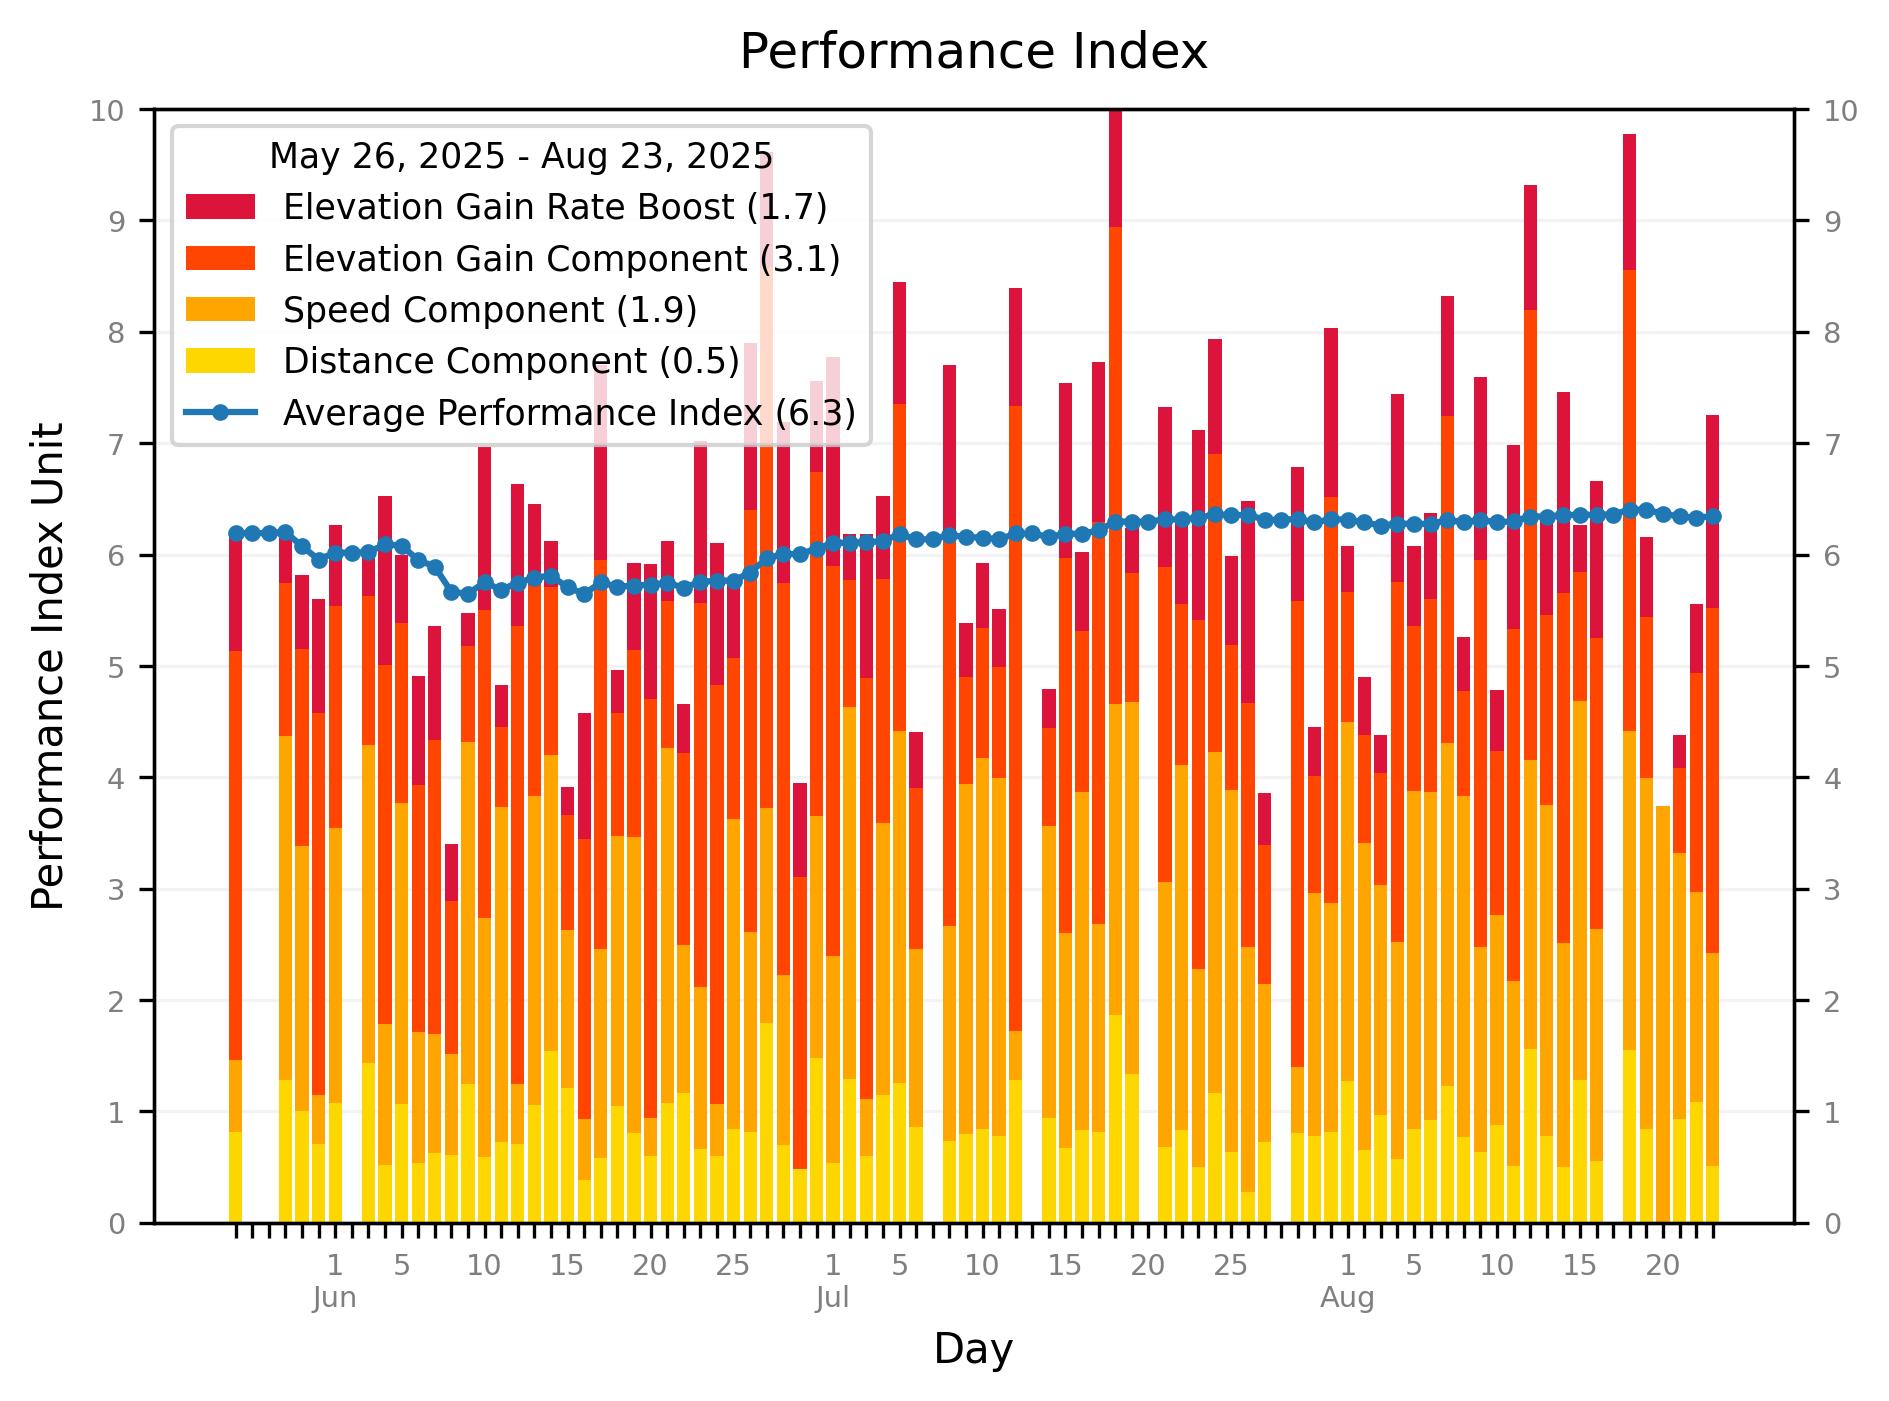 Performance Index
10
9
8
7
6
5
4
3
2
1
0
10
9
8
7
6
5
4
3
2
1
0
Performance Index Unit
May 26, 2025 - Aug 23, 2025
Elevation Gain Rate Boost (1.7)
Elevation Gain Component (3.1)
Speed Component (1.9)
Distance Component (0.5)
Average Performance Index (6.3)
1 5 10 15 20 25 1 5 10 15 20 25 1 5 10 15 20
Jun Jul Aug
Day